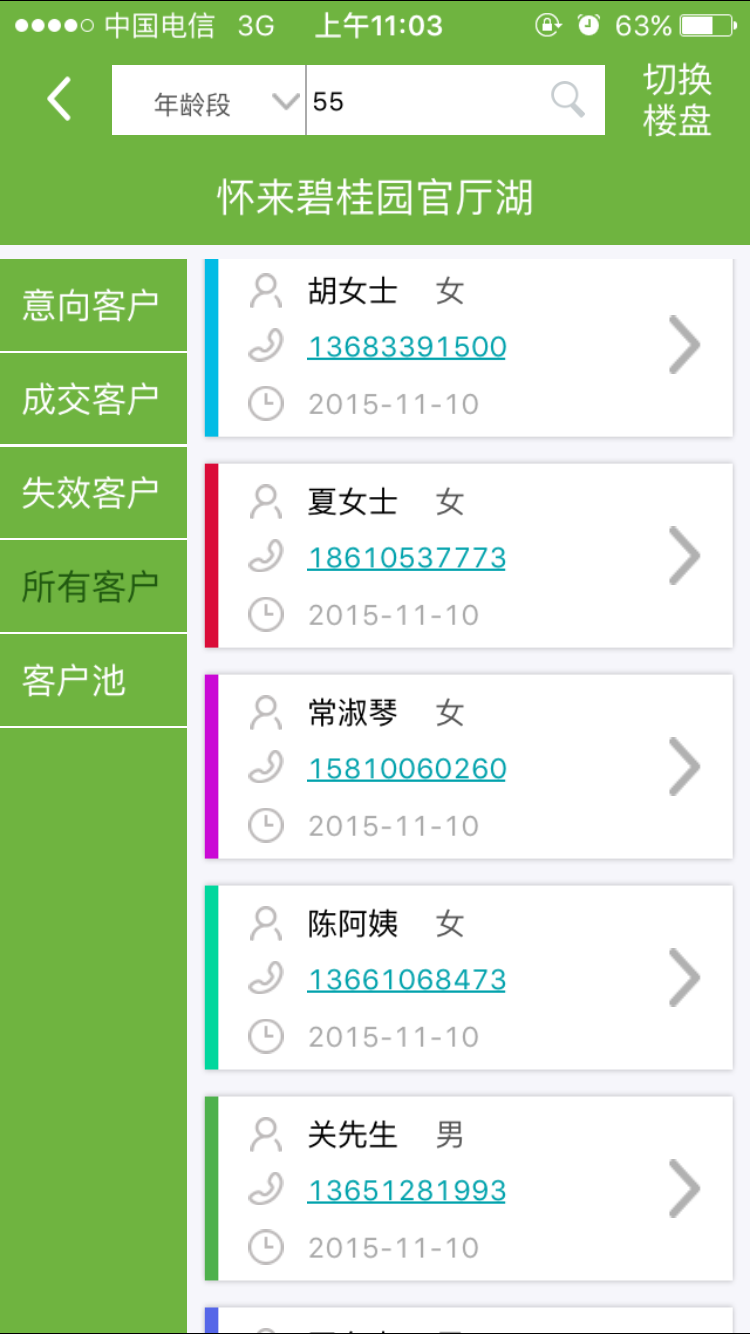 中国电信 3G 上午11:03 63%
年龄段 55
切换
楼盘
怀来碧桂园官厅湖
意向客户
成交客户
失效客户
所有客户
客户池
胡女士 女
13683391500
2015-11-10
夏女士 女
18610537773
2015-11-10
常淑琴 女
15810060260
2015-11-10
陈阿姨 女
13661068473
2015-11-10
关先生 男
13651281993
2015-11-10